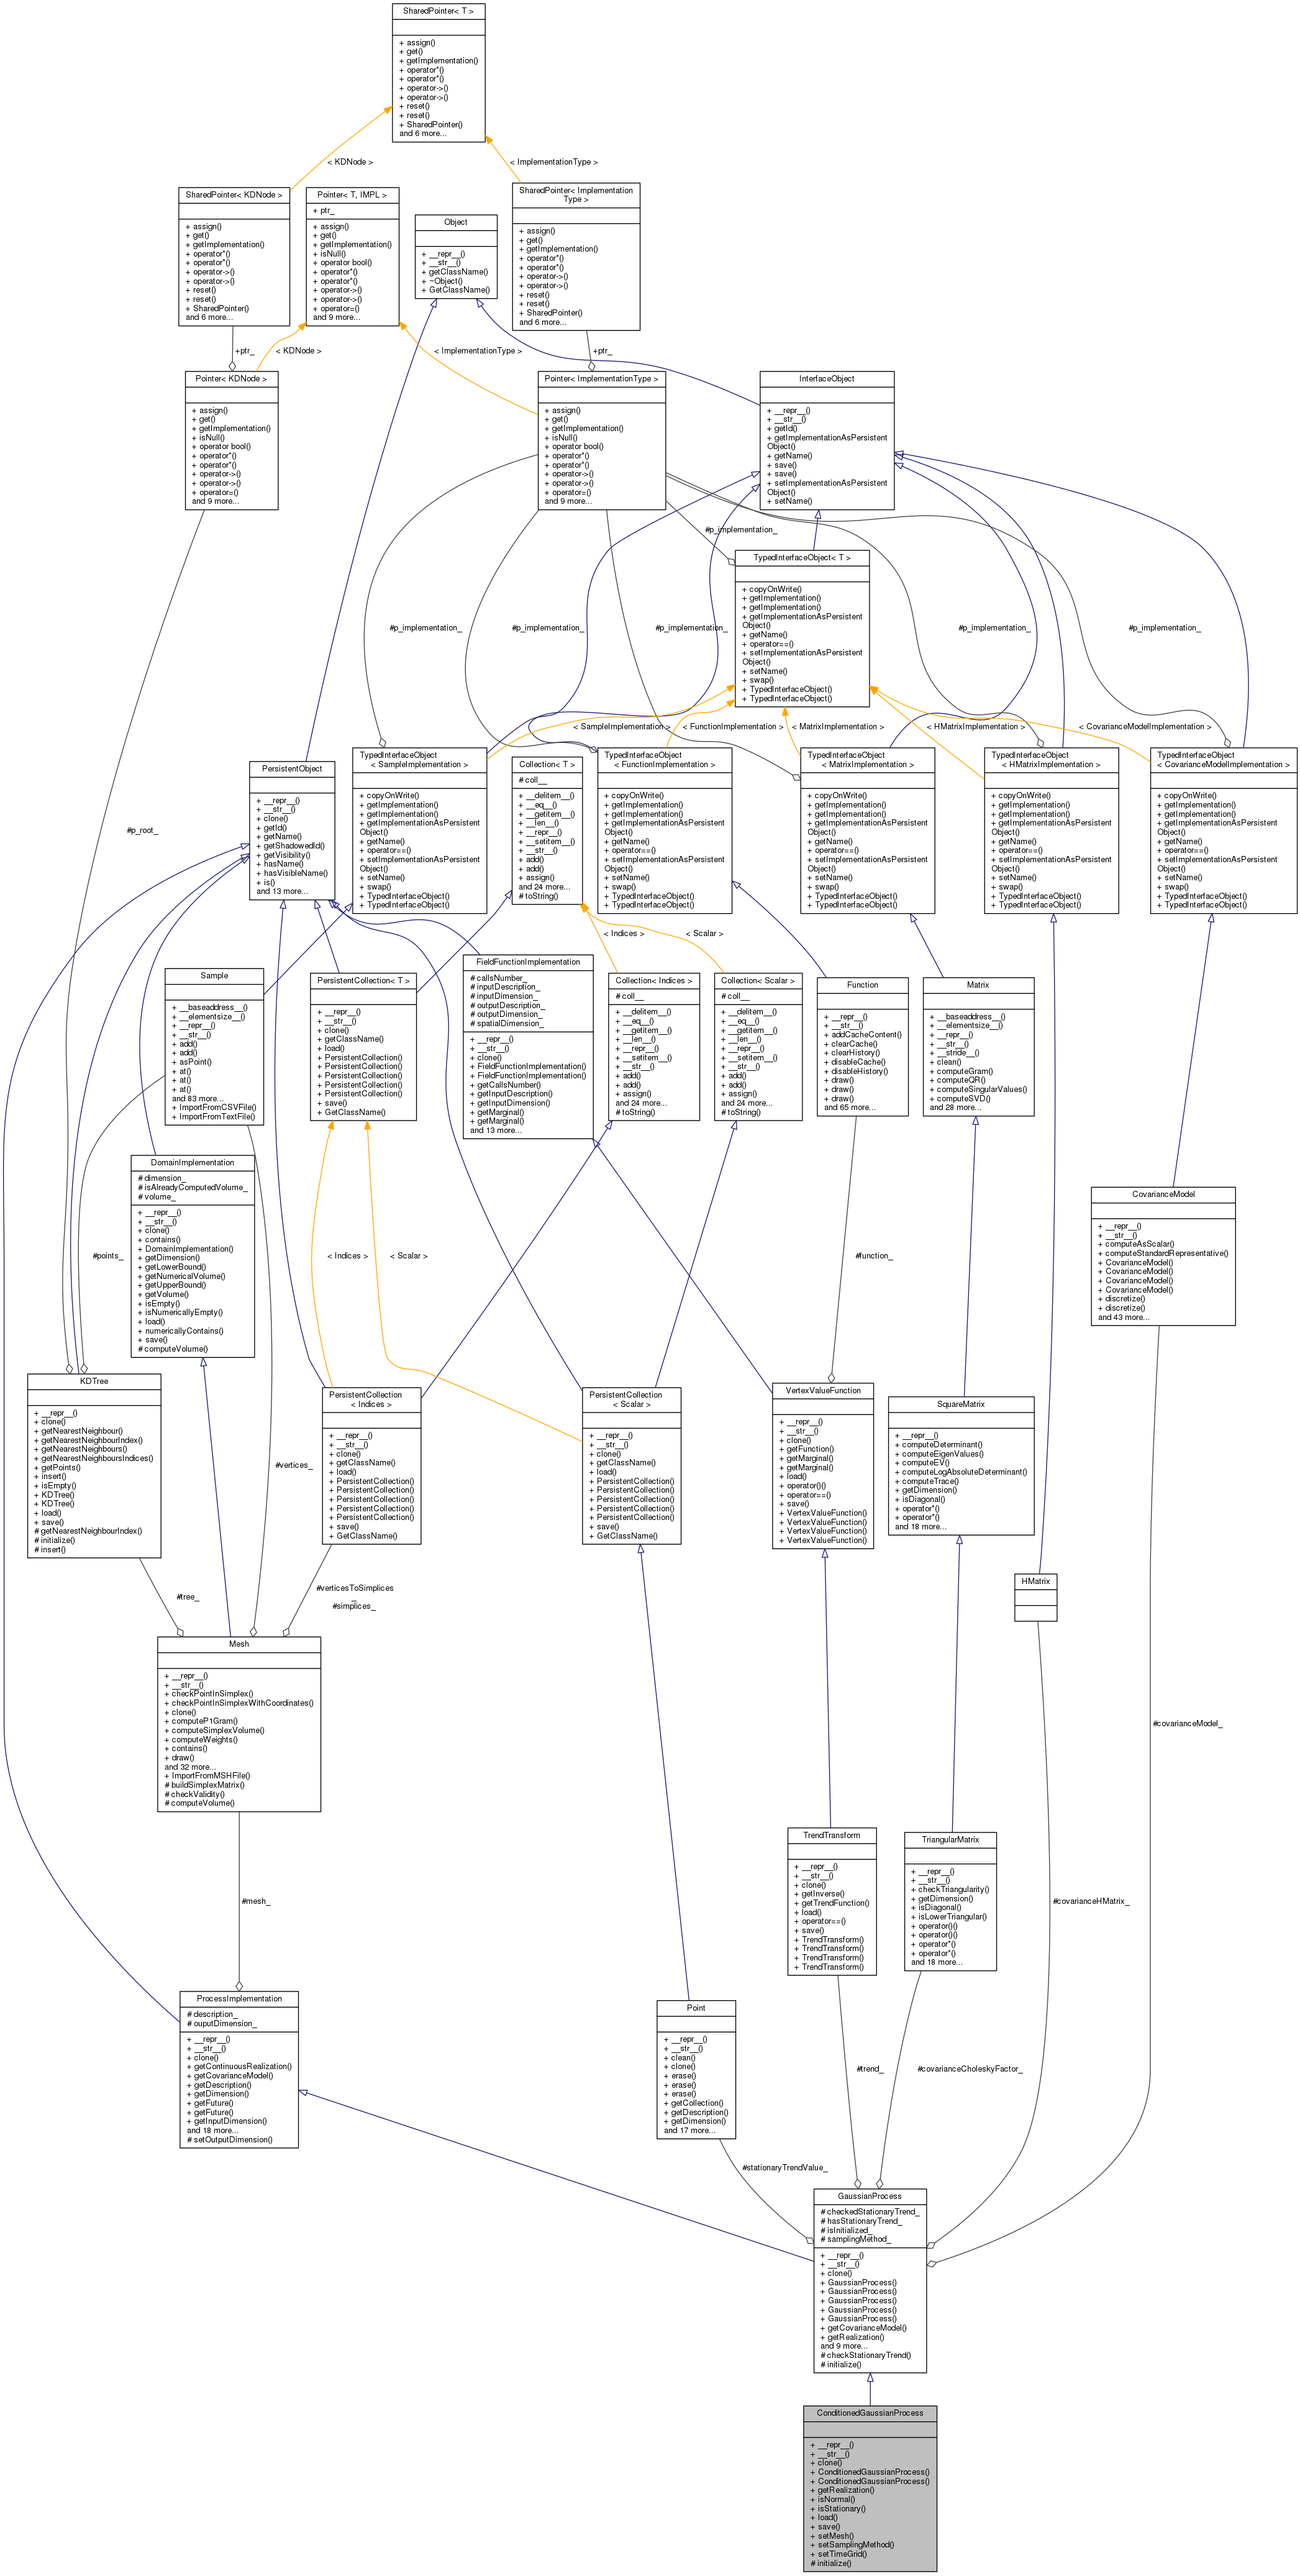 SharedPointer< T >
+ assign()
+ get()
+ getImplementation()
+ operator*()
+ operator*()
+ operator->()
+ operator->()
+ reset()
+ reset()
+ SharedPointer()
and 6 more...
< KDNode >
< ImplementationType >
SharedPointer< KDNode >
+ assign()
+ get()
+ getImplementation()
+ operator*()
+ operator*()
+ operator->()
+ operator->()
+ reset()
+ reset()
+ SharedPointer()
and 6 more...
Pointer< T, IMPL >
+ ptr_
+ assign()
+ get()
+ getImplementation()
+ isNull()
+ operator bool()
+ operator*()
+ operator*()
+ operator->()
+ operator->()
+ operator=()
and 9 more...
Object
+ __repr__()
+ __str__()
+ getClassName()
+ ~Object()
+ GetClassName()
SharedPointer< Implementation
Type >
+ assign()
+ get()
+ getImplementation()
+ operator*()
+ operator*()
+ operator->()
+ operator->()
+ reset()
+ reset()
+ SharedPointer()
and 6 more...
+ptr_
< KDNode >
< ImplementationType >
+ptr_
Pointer< KDNode >
+ assign()
+ get()
+ getImplementation()
+ isNull()
+ operator bool()
+ operator*()
+ operator*()
+ operator->()
+ operator->()
+ operator=()
and 9 more...
Pointer< ImplementationType >
+ assign()
+ get()
+ getImplementation()
+ isNull()
+ operator bool()
+ operator*()
+ operator*()
+ operator->()
+ operator->()
+ operator=()
and 9 more...
InterfaceObject
+ __repr__()
+ __str__()
+ getId()
+ getImplementationAsPersistent
Object()
+ getName()
+ save()
+ save()
+ setImplementationAsPersistent
Object()
+ setName()
#p_implementation_
TypedInterfaceObject< T >
+ copyOnWrite()
+ getImplementation()
+ getImplementation()
+ getImplementationAsPersistent
Object()
+ getName()
+ operator==()
+ setImplementationAsPersistent
Object()
+ setName()
+ swap()
+ TypedInterfaceObject()
+ TypedInterfaceObject()
#p_implementation_
#p_implementation_
#p_implementation_
#p_implementation_
#p_implementation_
< SampleImplementation >
< FunctionImplementation >
< MatrixImplementation >
< HMatrixImplementation >
< CovarianceModelImplementation >
#p_root_
PersistentObject
+ __repr__()
+ __str__()
+ clone()
+ getId()
+ getName()
+ getShadowedId()
+ getVisibility()
+ hasName()
+ hasVisibleName()
+ is()
and 13 more...
TypedInterfaceObject
< SampleImplementation >
+ copyOnWrite()
+ getImplementation()
+ getImplementation()
+ getImplementationAsPersistent
Object()
+ getName()
+ operator==()
+ setImplementationAsPersistent
Object()
+ setName()
+ swap()
+ TypedInterfaceObject()
+ TypedInterfaceObject()
Collection< T >
# coll__
+ __delitem__()
+ __eq__()
+ __getitem__()
+ __len__()
+ __repr__()
+ __setitem__()
+ __str__()
+ add()
+ add()
+ assign()
and 24 more...
# toString()
TypedInterfaceObject
< FunctionImplementation >
+ copyOnWrite()
+ getImplementation()
+ getImplementation()
+ getImplementationAsPersistent
Object()
+ getName()
+ operator==()
+ setImplementationAsPersistent
Object()
+ setName()
+ swap()
+ TypedInterfaceObject()
+ TypedInterfaceObject()
TypedInterfaceObject
< MatrixImplementation >
+ copyOnWrite()
+ getImplementation()
+ getImplementation()
+ getImplementationAsPersistent
Object()
+ getName()
+ operator==()
+ setImplementationAsPersistent
Object()
+ setName()
+ swap()
+ TypedInterfaceObject()
+ TypedInterfaceObject()
TypedInterfaceObject
< HMatrixImplementation >
+ copyOnWrite()
+ getImplementation()
+ getImplementation()
+ getImplementationAsPersistent
Object()
+ getName()
+ operator==()
+ setImplementationAsPersistent
Object()
+ setName()
+ swap()
+ TypedInterfaceObject()
+ TypedInterfaceObject()
TypedInterfaceObject
< CovarianceModelImplementation >
+ copyOnWrite()
+ getImplementation()
+ getImplementation()
+ getImplementationAsPersistent
Object()
+ getName()
+ operator==()
+ setImplementationAsPersistent
Object()
+ setName()
+ swap()
+ TypedInterfaceObject()
+ TypedInterfaceObject()
< Indices >
< Scalar >
Sample
+ __baseaddress__()
+ __elementsize__()
+ __repr__()
+ __str__()
+ add()
+ add()
+ asPoint()
+ at()
+ at()
+ at()
and 83 more...
+ ImportFromCSVFile()
+ ImportFromTextFile()
PersistentCollection< T >
+ __repr__()
+ __str__()
+ clone()
+ getClassName()
+ load()
+ PersistentCollection()
+ PersistentCollection()
+ PersistentCollection()
+ PersistentCollection()
+ PersistentCollection()
+ save()
+ GetClassName()
FieldFunctionImplementation
# callsNumber_
# inputDescription_
# inputDimension_
# outputDescription_
# outputDimension_
# spatialDimension_
+ __repr__()
+ __str__()
+ clone()
+ FieldFunctionImplementation()
+ FieldFunctionImplementation()
+ getCallsNumber()
+ getInputDescription()
+ getInputDimension()
+ getMarginal()
+ getMarginal()
and 13 more...
Collection< Indices >
# coll__
+ __delitem__()
+ __eq__()
+ __getitem__()
+ __len__()
+ __repr__()
+ __setitem__()
+ __str__()
+ add()
+ add()
+ assign()
and 24 more...
# toString()
Collection< Scalar >
# coll__
+ __delitem__()
+ __eq__()
+ __getitem__()
+ __len__()
+ __repr__()
+ __setitem__()
+ __str__()
+ add()
+ add()
+ assign()
and 24 more...
# toString()
Function
+ __repr__()
+ __str__()
+ addCacheContent()
+ clearCache()
+ clearHistory()
+ disableCache()
+ disableHistory()
+ draw()
+ draw()
+ draw()
and 65 more...
Matrix
+ __baseaddress__()
+ __elementsize__()
+ __repr__()
+ __str__()
+ __stride__()
+ clean()
+ computeGram()
+ computeQR()
+ computeSingularValues()
+ computeSVD()
and 28 more...
DomainImplementation
# dimension_
# isAlreadyComputedVolume_
# volume_
+ __repr__()
+ __str__()
+ clone()
+ contains()
+ DomainImplementation()
+ getDimension()
+ getLowerBound()
+ getNumericalVolume()
+ getUpperBound()
+ getVolume()
+ isEmpty()
+ isNumericallyEmpty()
+ load()
+ numericallyContains()
+ save()
# computeVolume()
#points_
< Indices >
< Scalar >
#function_
CovarianceModel
+ __repr__()
+ __str__()
+ computeAsScalar()
+ computeStandardRepresentative()
+ CovarianceModel()
+ CovarianceModel()
+ CovarianceModel()
+ CovarianceModel()
+ discretize()
+ discretize()
and 43 more...
KDTree
+ __repr__()
+ clone()
+ getNearestNeighbour()
+ getNearestNeighbourIndex()
+ getNearestNeighbours()
+ getNearestNeighboursIndices()
+ getPoints()
+ insert()
+ isEmpty()
+ KDTree()
+ KDTree()
+ load()
+ save()
# getNearestNeighbourIndex()
# initialize()
# insert()
#vertices_
PersistentCollection
< Indices >
+ __repr__()
+ __str__()
+ clone()
+ getClassName()
+ load()
+ PersistentCollection()
+ PersistentCollection()
+ PersistentCollection()
+ PersistentCollection()
+ PersistentCollection()
+ save()
+ GetClassName()
PersistentCollection
< Scalar >
+ __repr__()
+ __str__()
+ clone()
+ getClassName()
+ load()
+ PersistentCollection()
+ PersistentCollection()
+ PersistentCollection()
+ PersistentCollection()
+ PersistentCollection()
+ save()
+ GetClassName()
VertexValueFunction
+ __repr__()
+ __str__()
+ clone()
+ getFunction()
+ getMarginal()
+ getMarginal()
+ load()
+ operator()()
+ operator==()
+ save()
+ VertexValueFunction()
+ VertexValueFunction()
+ VertexValueFunction()
+ VertexValueFunction()
SquareMatrix
+ __repr__()
+ computeDeterminant()
+ computeEigenValues()
+ computeEV()
+ computeLogAbsoluteDeterminant()
+ computeTrace()
+ getDimension()
+ isDiagonal()
+ operator*()
+ operator*()
and 18 more...
HMatrix
#tree_
#verticesToSimplices
_
#simplices_
Mesh
+ __repr__()
+ __str__()
+ checkPointInSimplex()
+ checkPointInSimplexWithCoordinates()
+ clone()
+ computeP1Gram()
+ computeSimplexVolume()
+ computeWeights()
+ contains()
+ draw()
and 32 more...
+ ImportFromMSHFile()
# buildSimplexMatrix()
# checkValidity()
# computeVolume()
#covarianceModel_
#mesh_
TrendTransform
+ __repr__()
+ __str__()
+ clone()
+ getInverse()
+ getTrendFunction()
+ load()
+ operator==()
+ save()
+ TrendTransform()
+ TrendTransform()
+ TrendTransform()
+ TrendTransform()
TriangularMatrix
+ __repr__()
+ __str__()
+ checkTriangularity()
+ getDimension()
+ isDiagonal()
+ isLowerTriangular()
+ operator()()
+ operator()()
+ operator*()
+ operator*()
and 18 more...
#covarianceHMatrix_
ProcessImplementation
# description_
# ouputDimension_
+ __repr__()
+ __str__()
+ clone()
+ getContinuousRealization()
+ getCovarianceModel()
+ getDescription()
+ getDimension()
+ getFuture()
+ getFuture()
+ getInputDimension()
and 18 more...
# setOutputDimension()
Point
+ __repr__()
+ __str__()
+ clean()
+ clone()
+ erase()
+ erase()
+ erase()
+ getCollection()
+ getDescription()
+ getDimension()
and 17 more...
#trend_
#covarianceCholeskyFactor_
#stationaryTrendValue_
GaussianProcess
# checkedStationaryTrend_
# hasStationaryTrend_
# isInitialized_
# samplingMethod_
+ __repr__()
+ __str__()
+ clone()
+ GaussianProcess()
+ GaussianProcess()
+ GaussianProcess()
+ GaussianProcess()
+ GaussianProcess()
+ getCovarianceModel()
+ getRealization()
and 9 more...
# checkStationaryTrend()
# initialize()
ConditionedGaussianProcess
+ __repr__()
+ __str__()
+ clone()
+ ConditionedGaussianProcess()
+ ConditionedGaussianProcess()
+ getRealization()
+ isNormal()
+ isStationary()
+ load()
+ save()
+ setMesh()
+ setSamplingMethod()
+ setTimeGrid()
# initialize()